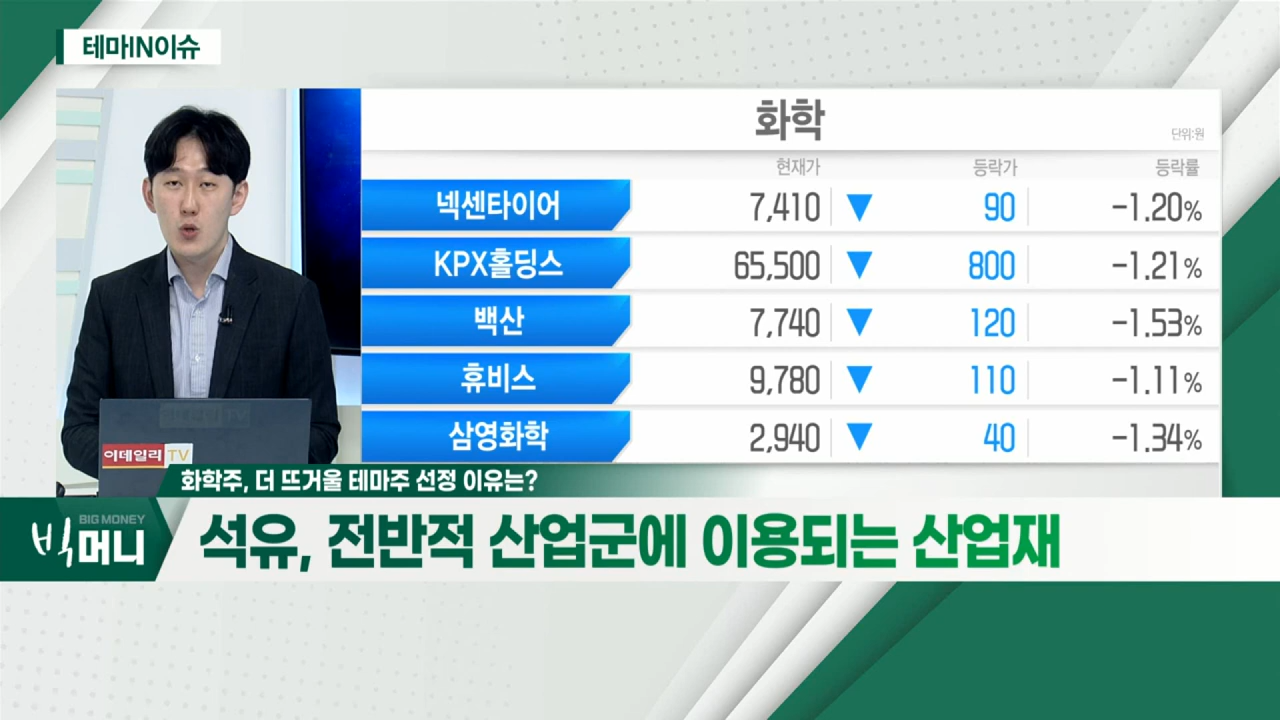 테마IN이슈
화학
단위:원
현재가 등락가 등락률
넥센타이어 7,410 ▼ 90 -1.20%
KPX홀딩스 65,500 ▼ 800 -1.21%
백산 7,740 ▼ 120 -1.53%
휴비스 9,780 ▼ 110 -1.11%
삼영화학 2,940 ▼ 40 -1.34%
이데일리 TV
화학주, 더 뜨거울 테마주 선정 이유는?
BIG MONEY
빅머니
석유, 전반적 산업군에 이용되는 산업재